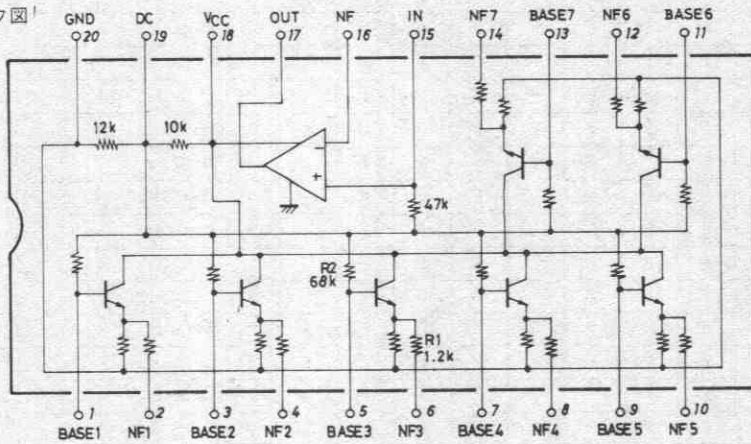 ク図
GND DC VCC OUT NF IN NF7 BASE7 NF6 BASE6
20 19 18 17 16 15 14 13 12 11
12k 10k
−
+
47k
R2
68k
R1
1.2k
1 2 3 4 5 6 7 8 9 10
BASE1 NF1 BASE2 NF2 BASE3 NF3 BASE4 NF4 BASE5 NF5